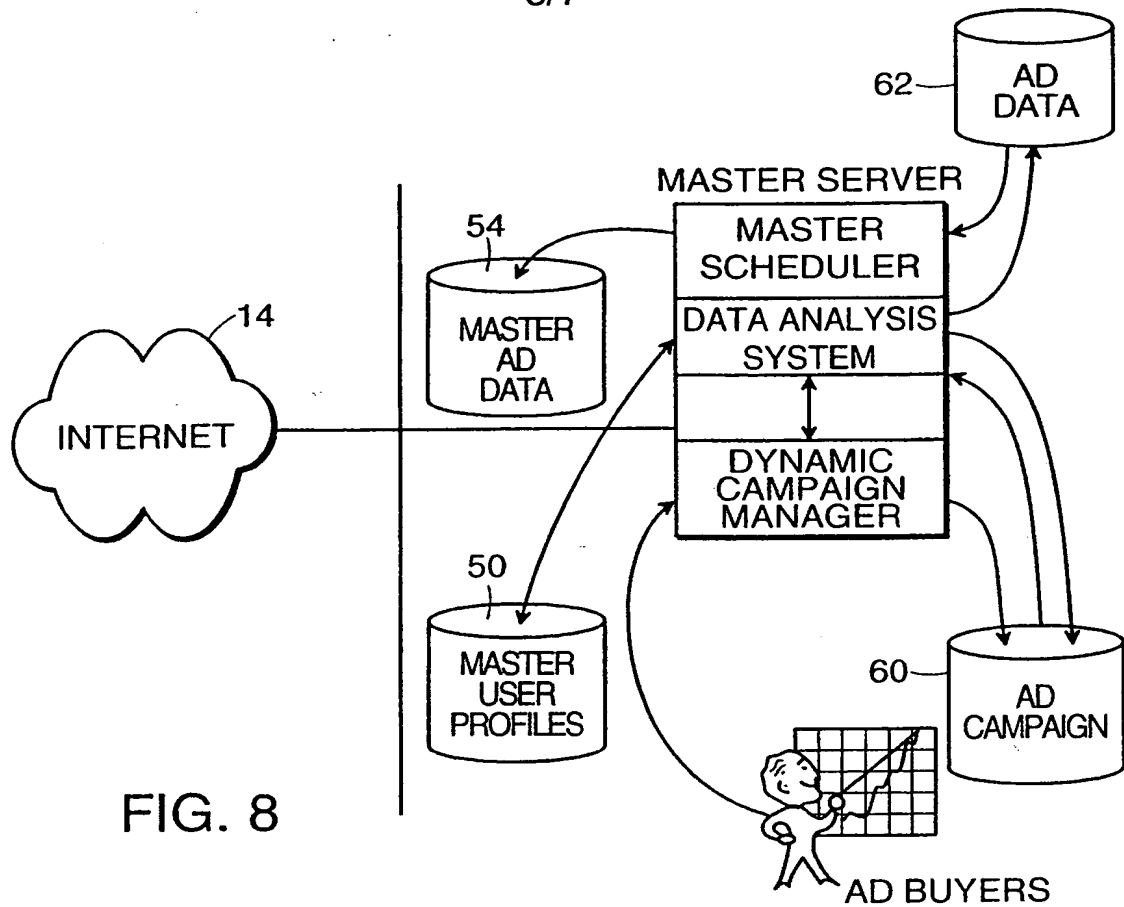 62
AD
DATA
MASTER SERVER
54
MASTER
SCHEDULER
14
MASTER
AD
DATA
DATA ANALYSIS
SYSTEM
INTERNET
DYNAMIC
CAMPAIGN
MANAGER
50
MASTER
USER
PROFILES
60
AD
CAMPAIGN
FIG. 8
AD BUYERS